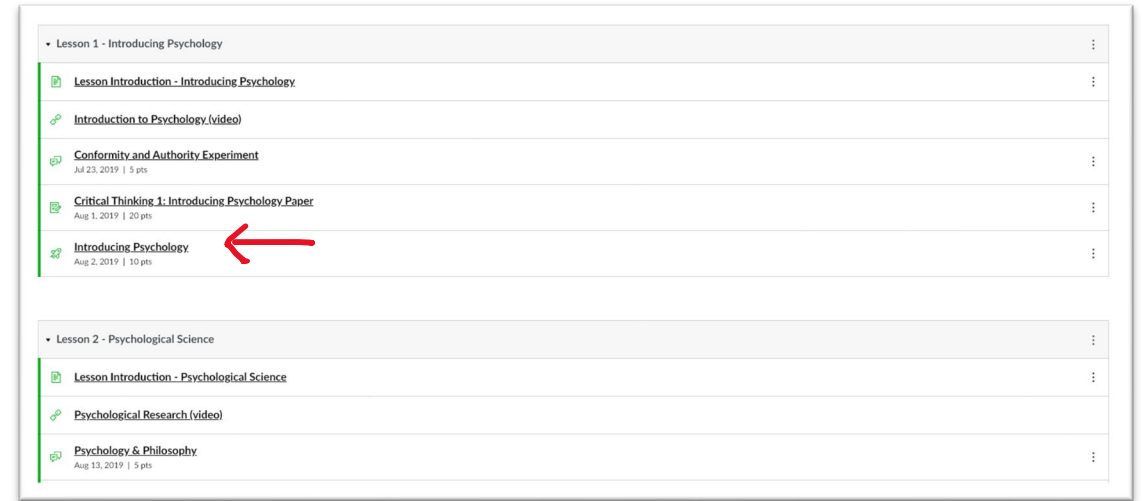 Lesson 1 - Introducing Psychology
Lesson Introduction - Introducing Psychology
Introduction to Psychology (video)
Conformity and Authority Experiment
Jul 23, 2019 | 5 pts
Critical Thinking 1: Introducing Psychology Paper
Aug 1, 2019 | 20 pts
Introducing Psychology
Aug 2, 2019 | 10 pts
Lesson 2 - Psychological Science
Lesson Introduction - Psychological Science
Psychological Research (video)
Psychology & Philosophy
Aug 13, 2019 | 5 pts